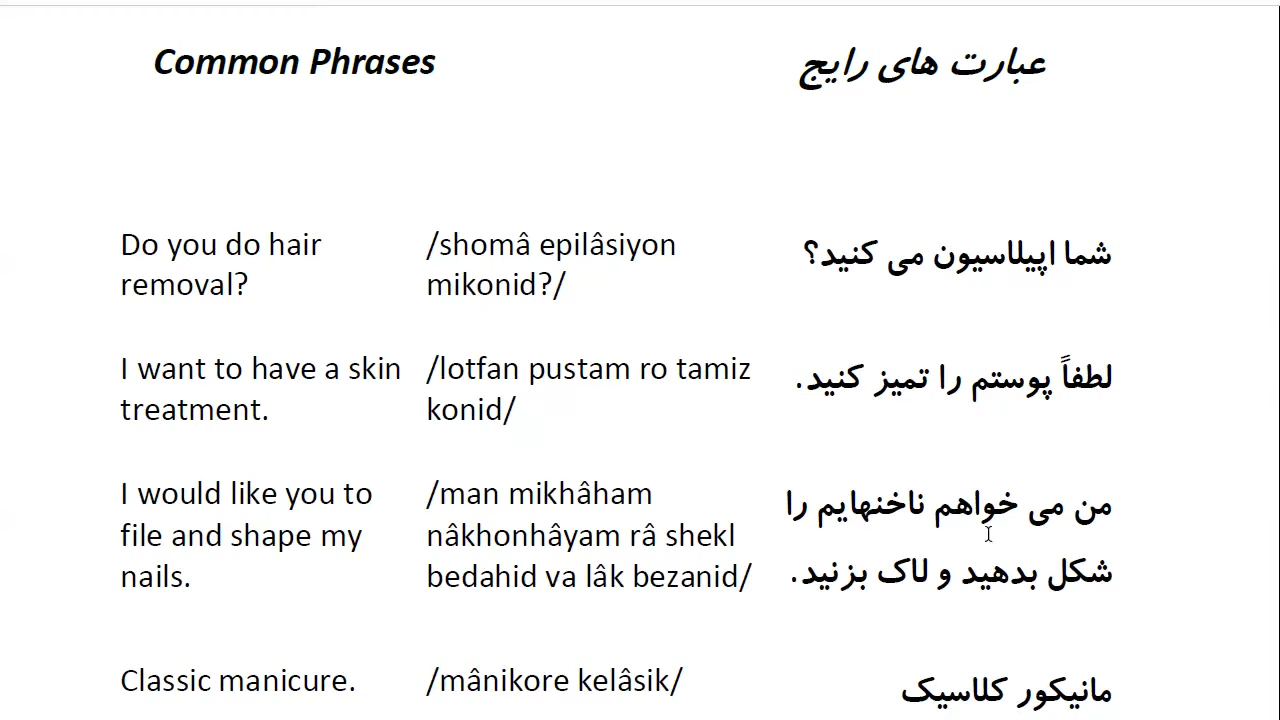 Common Phrases
عبارت های رایج
Do you do hair
removal?
/shomâ epilâsiyon
mikonid?/
شما اپیلاسیون می کنید؟
I want to have a skin
treatment.
/lotfan pustam ro tamiz
konid/
لطفاً پوستم را تمیز کنید.
I would like you to
file and shape my
nails.
/man mikhâham
nâkhonhâyam râ shekl
bedahid va lâk bezanid/
من می خواهم ناخنهایم را
شکل بدهید و لاک بزنید.
Classic manicure.
/mânikore kelâsik/
مانیکور کلاسیک